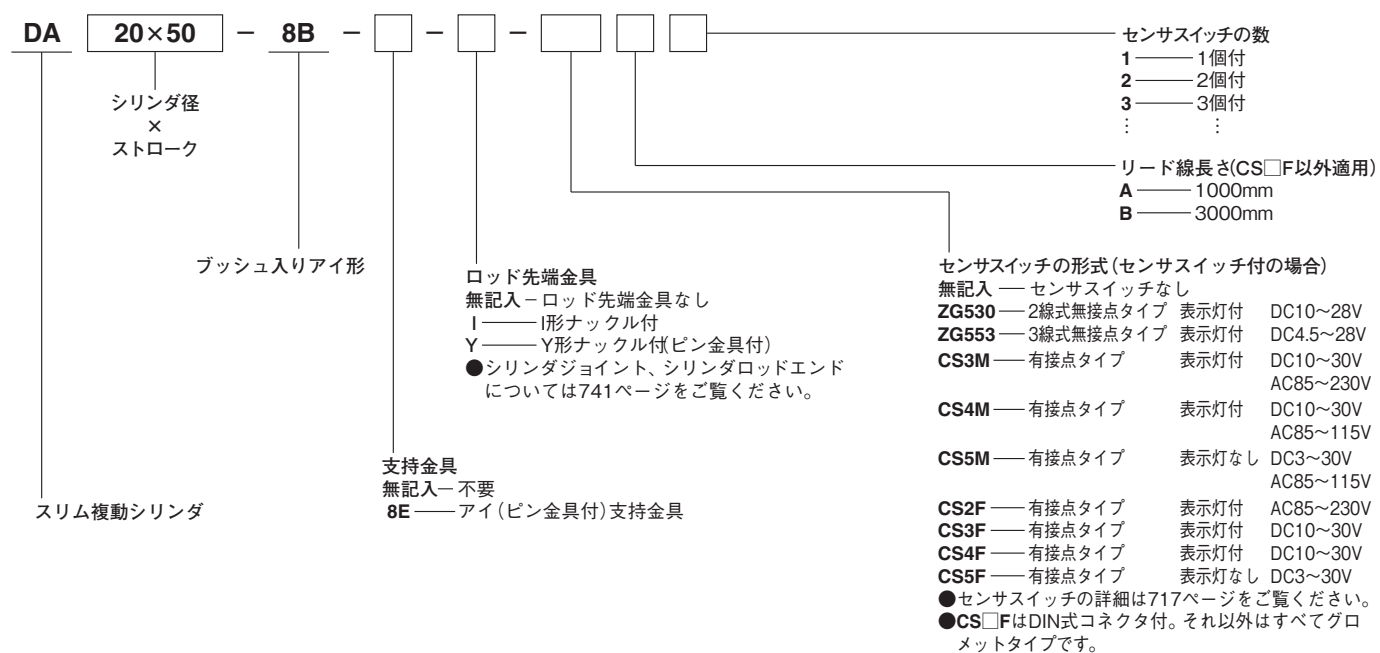 DA 20×50 － 8B － □ － □ － □ □ □
シリンダ径
×
ストローク
ブッシュ入りアイ形
スリム複動シリンダ
支持金具
無記入─不要
8E──アイ(ピン金具付)支持金具
ロッド先端金具
無記入－ロッド先端金具なし
I───I形ナックル付
Y───Y形ナックル付(ピン金具付)
●シリンダジョイント、シリンダロッドエンド
については741ページをご覧ください。
センサスイッチの数
1───1個付
2───2個付
3───3個付
⋮ ⋮
リード線長さ(CS□F以外適用)
A───1000mm
B───3000mm
センサスイッチの形式(センサスイッチ付の場合)
無記入──センサスイッチなし
ZG530──2線式無接点タイプ 表示灯付 DC10〜28V
ZG553──3線式無接点タイプ 表示灯付 DC4.5〜28V
CS3M──有接点タイプ 表示灯付 DC10〜30V
AC85〜230V
CS4M──有接点タイプ 表示灯付 DC10〜30V
AC85〜115V
CS5M──有接点タイプ 表示灯なし DC3〜30V
AC85〜115V
CS2F──有接点タイプ 表示灯付 AC85〜230V
CS3F──有接点タイプ 表示灯付 DC10〜30V
CS4F──有接点タイプ 表示灯付 DC10〜30V
CS5F──有接点タイプ 表示灯なし DC3〜30V
●センサスイッチの詳細は717ページをご覧ください。
●CS□FはDIN式コネクタ付。それ以外はすべてグロ
メットタイプです。